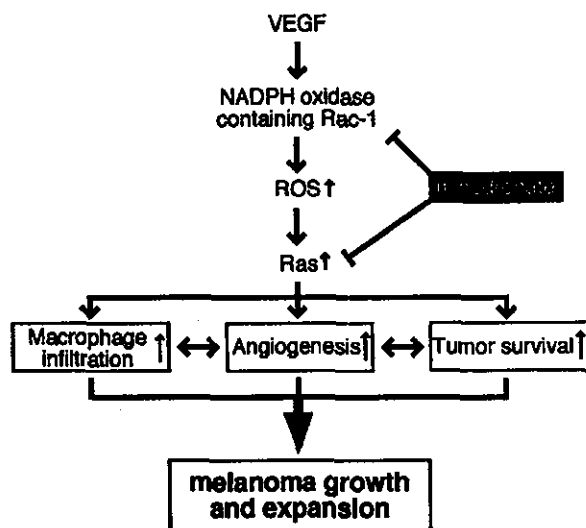 VEGF
NADPH oxidase
containing Rac-1
ROS↑
Ras↑
Macrophage
infiltration ↑
Angiogenesis↑
Tumor survival↑
melanoma growth
and expansion